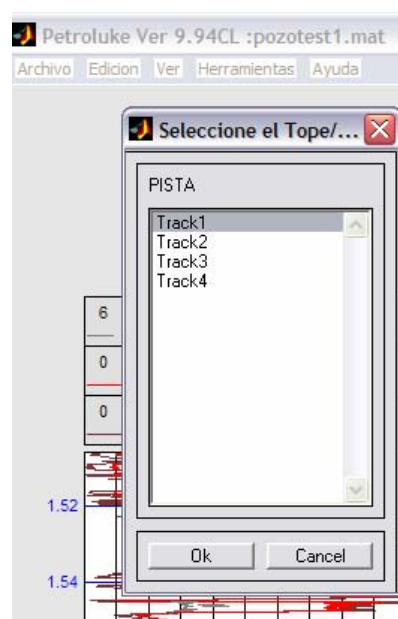 Petroluke Ver 9.94CL :pozotest1.mat
Archivo Edicion Ver Herramientas Ayuda
Seleccione el Tope/...
PISTA
Track1
Track2
Track3
Track4
6
0
0
1.52
1.54
Ok Cancel